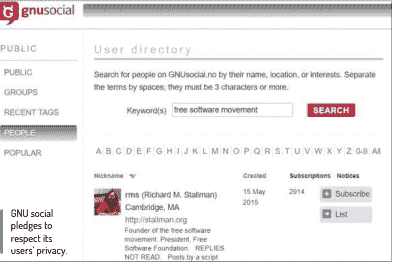 gnusocial
PUBLIC
PUBLIC
GROUPS
RECENT TAGS
PEOPLE
POPULAR
GNU social
pledges to
respect its
users' privacy.
User directory
Search for people on GNUsocial.no by their name, location, or interests. Separate
the terms by spaces; they must be 3 characters or more.
Keyword(s) free software movement SEARCH
A B C D E F G H I J K L M N O P Q R S T U V W X Y Z 0-9 All
Nickname Created Subscriptions Notices
rms (Richard M. Stallman) 15 May 2914 Subscribe
Cambridge, MA 2015
http://stallman.org List
Founder of the free software
movement. President, Free
Software Foundation REPLIES
NOT READ. Posts by a script